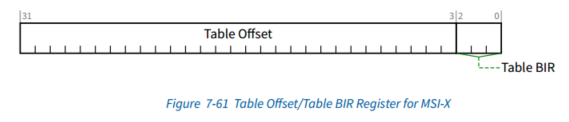 31 3 2 0
Table Offset
Table BIR
Figure 7-61 Table Offset/Table BIR Register for MSI-X